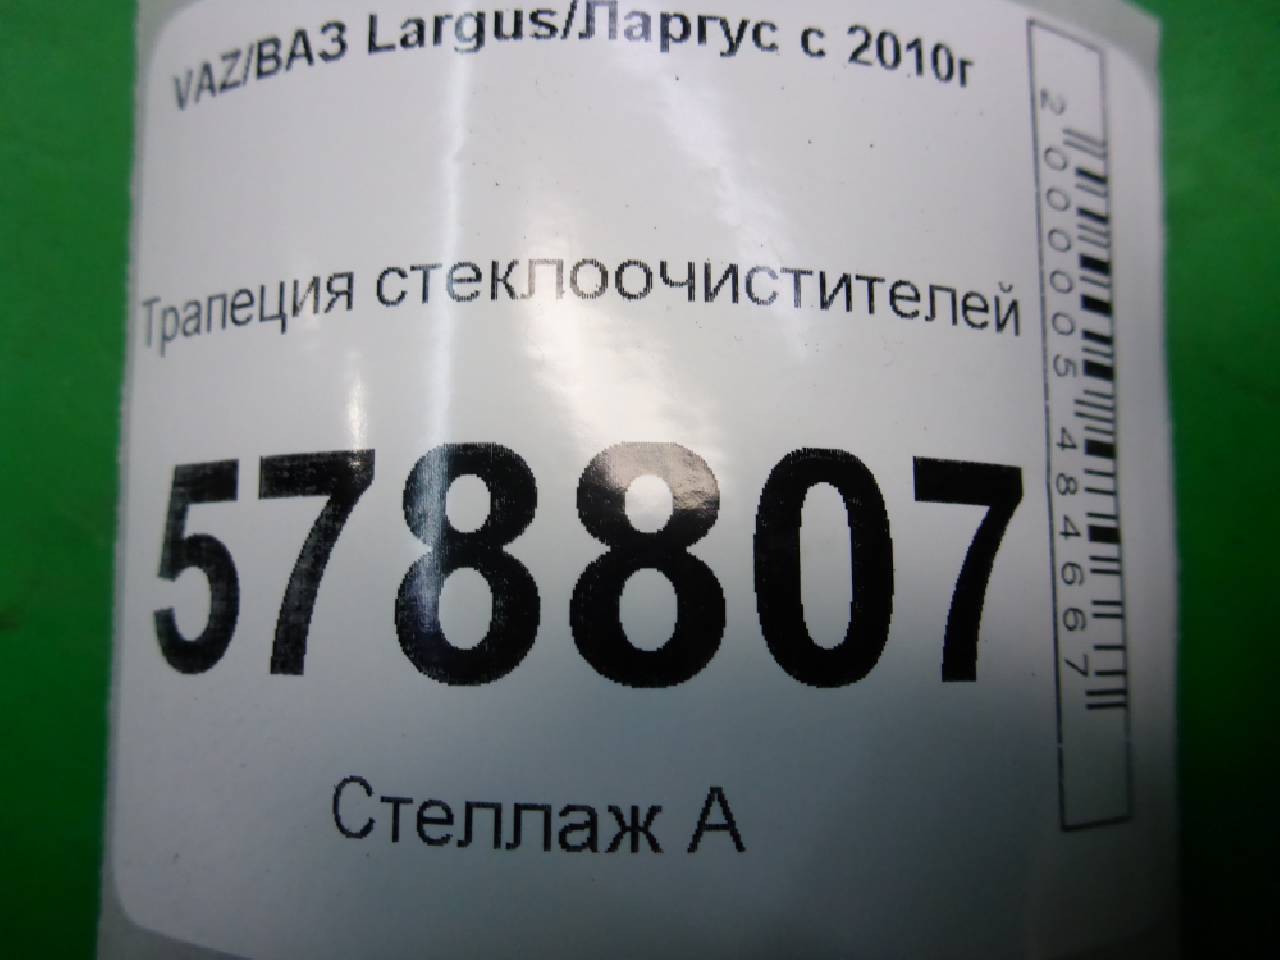 VAZ/ВАЗ Largus/Ларгус с 2010г
Трапеция стеклоочистителей
578807
Стеллаж А
2000005484667